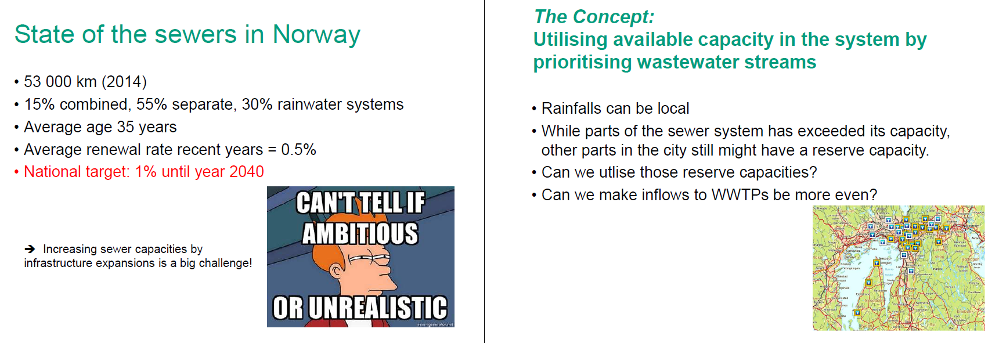 State of the sewers in Norway
• 53 000 km (2014)
• 15% combined, 55% separate, 30% rainwater systems
• Average age 35 years
• Average renewal rate recent years = 0.5%
• National target: 1% until year 2040
➔ Increasing sewer capacities by
infrastructure expansions is a big challenge!
CAN'T TELL IF
AMBITIOUS
OR UNREALISTIC
memegenerator.net
The Concept:
Utilising available capacity in the system by
prioritising wastewater streams
• Rainfalls can be local
• While parts of the sewer system has exceeded its capacity,
other parts in the city still might have a reserve capacity.
• Can we utlise those reserve capacities?
• Can we make inflows to WWTPs be more even?